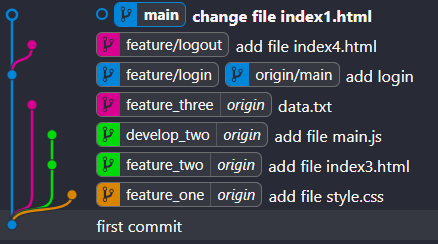 main change file index1.html
feature/logout add file index4.html
feature/login origin/main add login
feature_three origin data.txt
develop_two origin add file main.js
feature_two origin add file index3.html
feature_one origin add file style.css
first commit